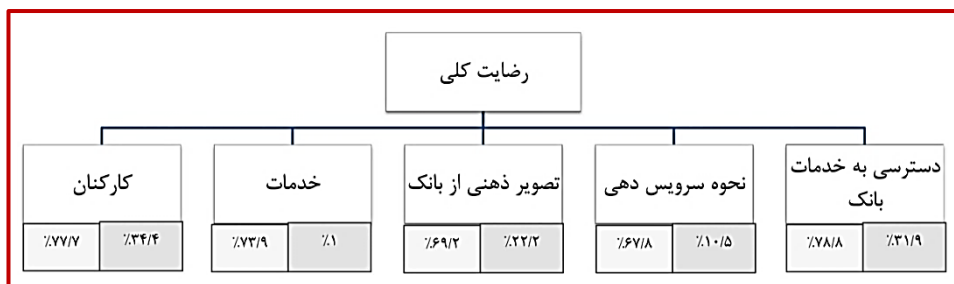 رضایت کلی
دسترسی به خدمات
بانک
نحوه سرویس دهی
تصویر ذهنی از بانک
خدمات
کارکنان
٪۳۱/۹
٪۷۸/۸
٪۱۰/۵
٪۶۷/۸
٪۲۲/۲
٪۶۹/۲
٪۱
٪۷۳/۹
٪۳۴/۴
٪۷۷/۷